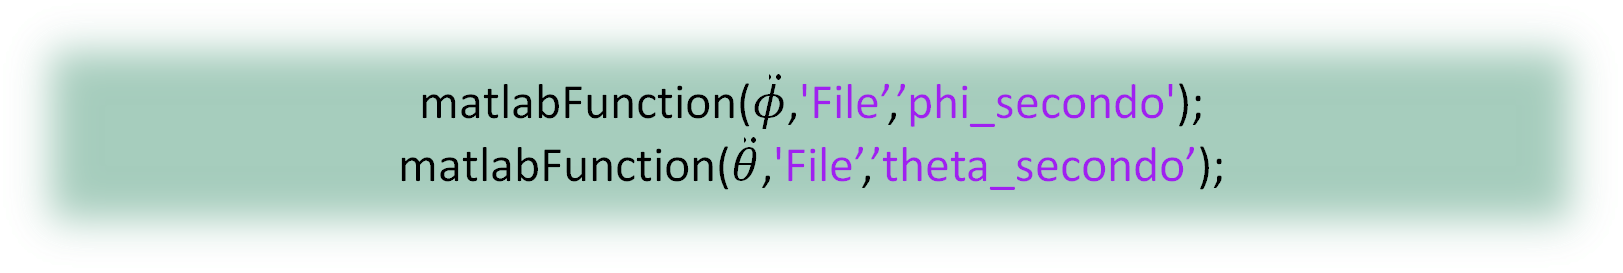 matlabFunction(ϕ̈,'File’,’phi_secondo');
matlabFunction(θ̈,'File’,’theta_secondo’);